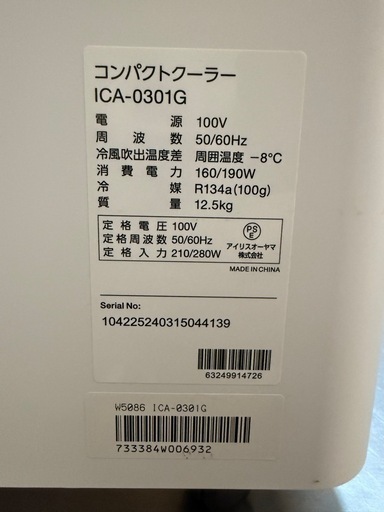 コンパクトクーラー
ICA-0301G
電源 100V
周波数 50/60Hz
冷風吹出温度差 周囲温度 －8℃
消費電力 160/190W
冷媒 R134a(100g)
質量 12.5kg
定格電圧 100V
定格周波数 50/60Hz
定格入力 210/280W
PSE
アイリスオーヤマ
株式会社
MADE IN CHINA
Serial No:
104225240315044139
63249914726
W5086 ICA-0301G
733384W006932